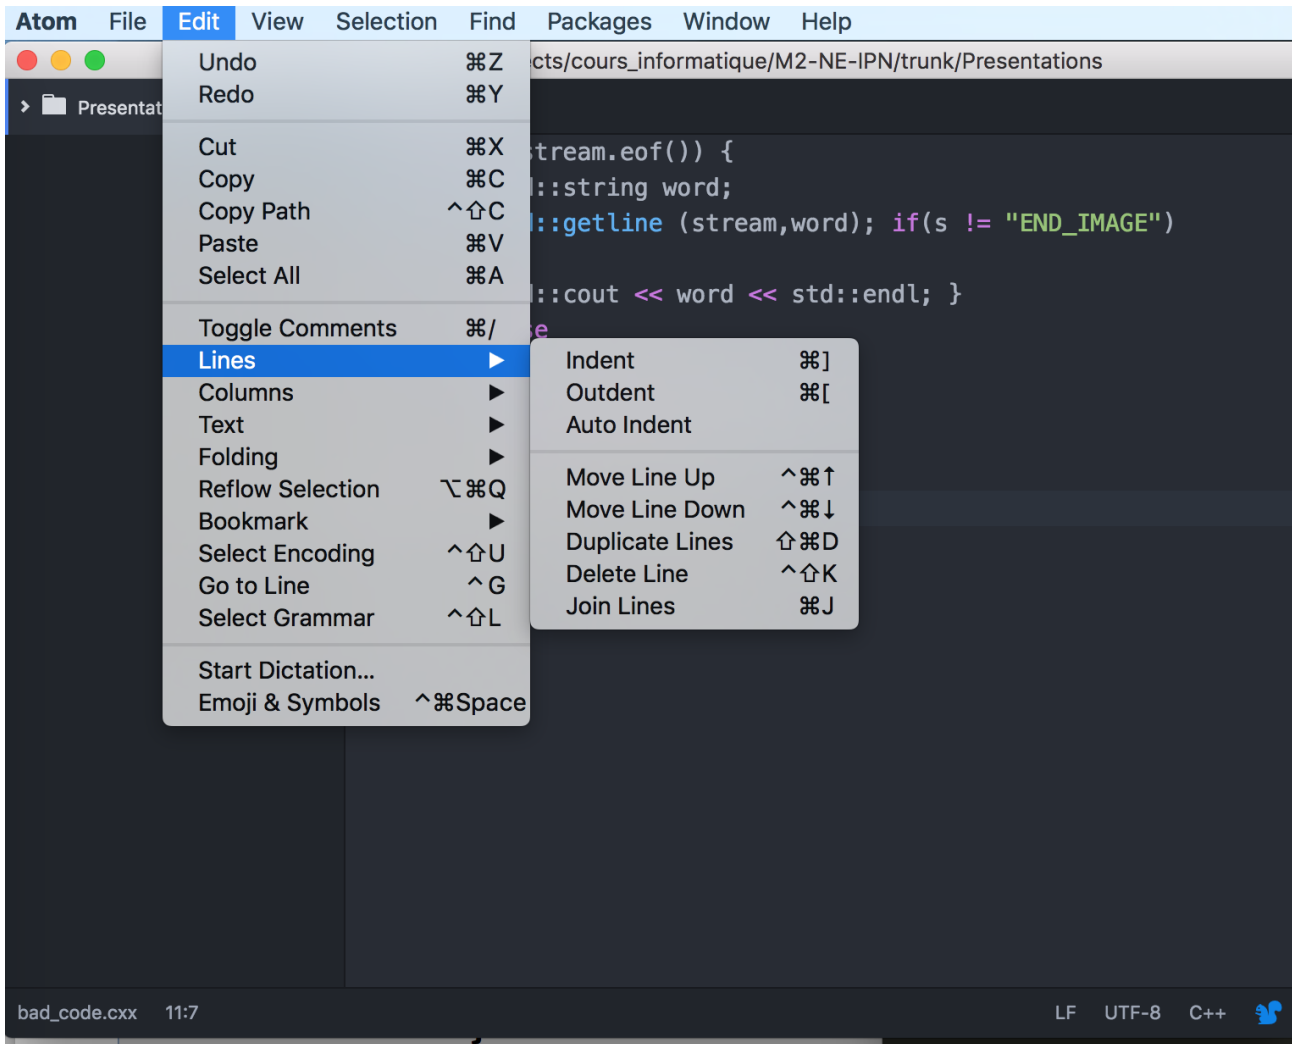 Atom File Edit View Selection Find Packages Window Help
cts/cours_informatique/M2-NE-IPN/trunk/Presentations
Presentat
Undo ⌘Z
Redo ⌘Y
Cut ⌘X
Copy ⌘C
Copy Path ^⇧C
Paste ⌘V
Select All ⌘A
Toggle Comments ⌘/
Lines ▶
Columns ▶
Text ▶
Folding ▶
Reflow Selection ⌥⌘Q
Bookmark ▶
Select Encoding ^⇧U
Go to Line ^G
Select Grammar ^⇧L
Start Dictation...
Emoji & Symbols ^⌘Space
Indent ⌘]
Outdent ⌘[
Auto Indent
Move Line Up ^⌘↑
Move Line Down ^⌘↓
Duplicate Lines ⇧⌘D
Delete Line ^⇧K
Join Lines ⌘J
tream.eof()) {
::string word;
::getline (stream,word); if(s != "END_IMAGE")
::cout << word << std::endl; }
e
bad_code.cxx 11:7 LF UTF-8 C++